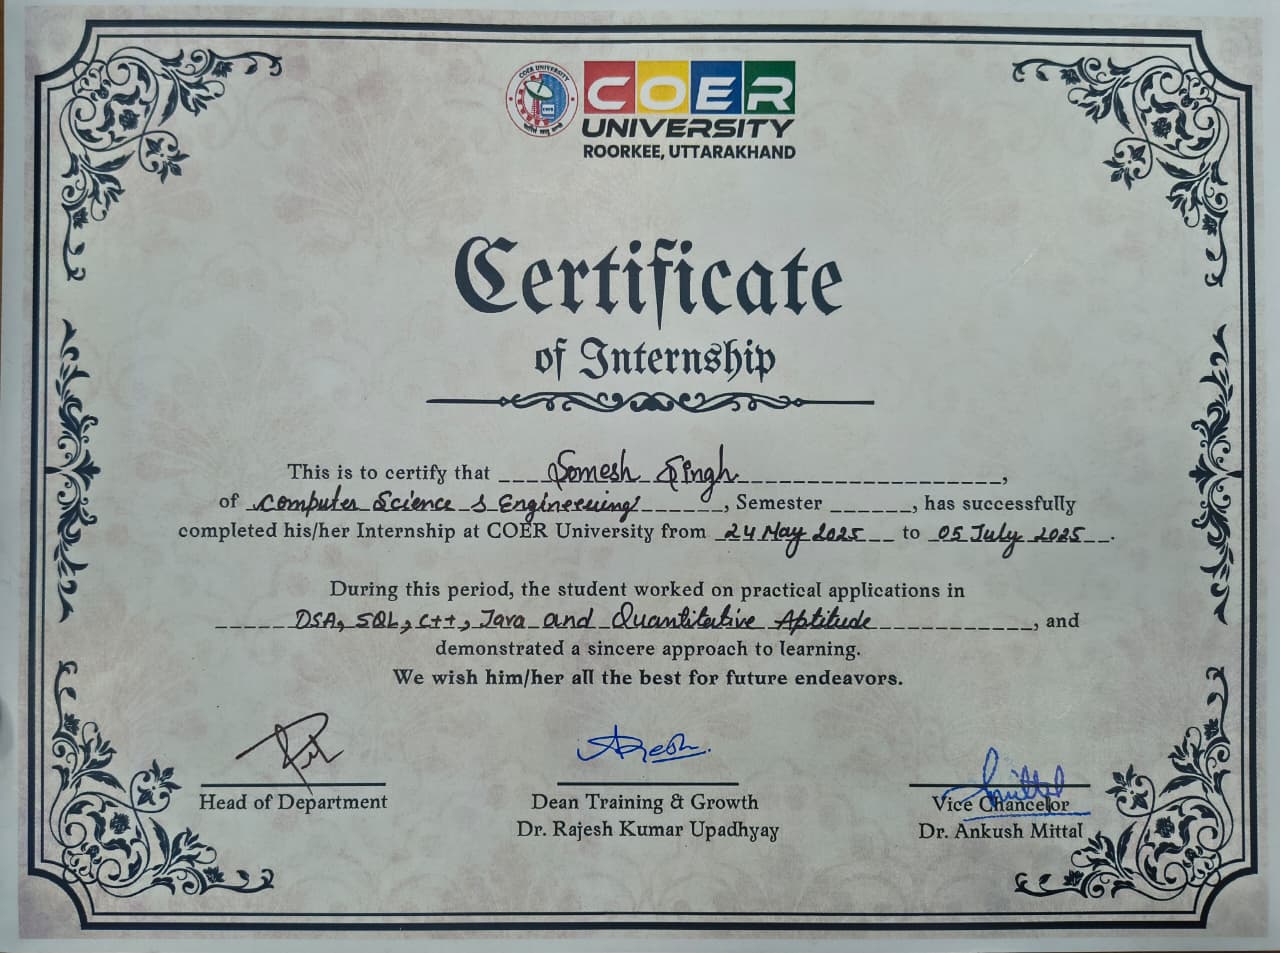 COER UNIVERSITY
COER
UNIVERSITY
ROORKEE, UTTARAKHAND
Certificate
of Internship
This is to certify that Somesh Singh,
of Computer Science & Engineering, Semester ______, has successfully
completed his/her Internship at COER University from 24 May 2025 to 05 July 2025.
During this period, the student worked on practical applications in
DSA, SQL, C++, Java and Quantitative Aptitude, and
demonstrated a sincere approach to learning.
We wish him/her all the best for future endeavors.
Head of Department
Dean Training & Growth
Dr. Rajesh Kumar Upadhyay
Vice Chancelor
Dr. Ankush Mittal